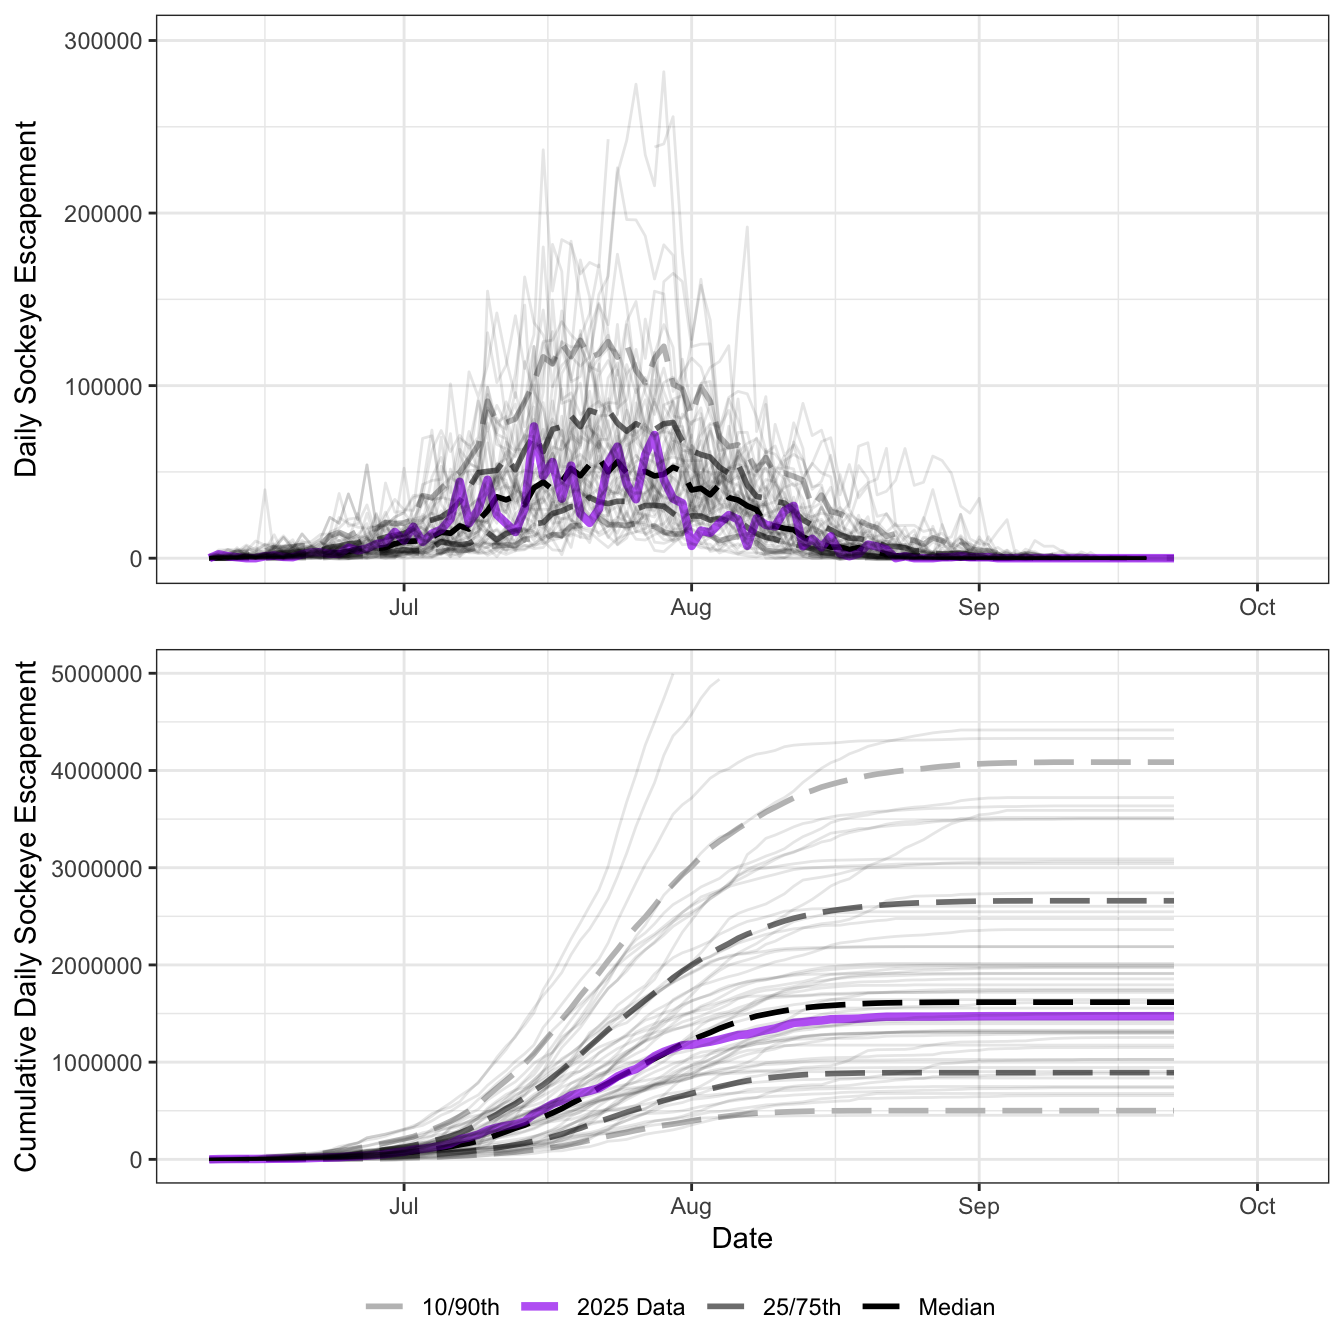 Daily Sockeye Escapement
300000
200000
100000
0
Jul Aug Sep Oct
Cumulative Daily Sockeye Escapement
5000000
4000000
3000000
2000000
1000000
0
Jul Aug Sep Oct
Date
10/90th 2025 Data 25/75th Median